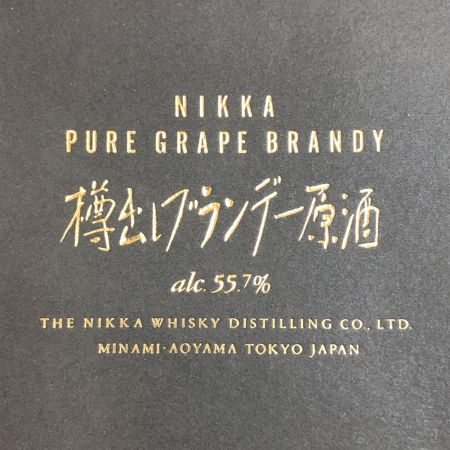 NIKKA
PURE GRAPE BRANDY
樽出しブランデー原酒
alc. 55.7%
THE NIKKA WHISKY DISTILLING CO., LTD.
MINAMI-AOYAMA TOKYO JAPAN